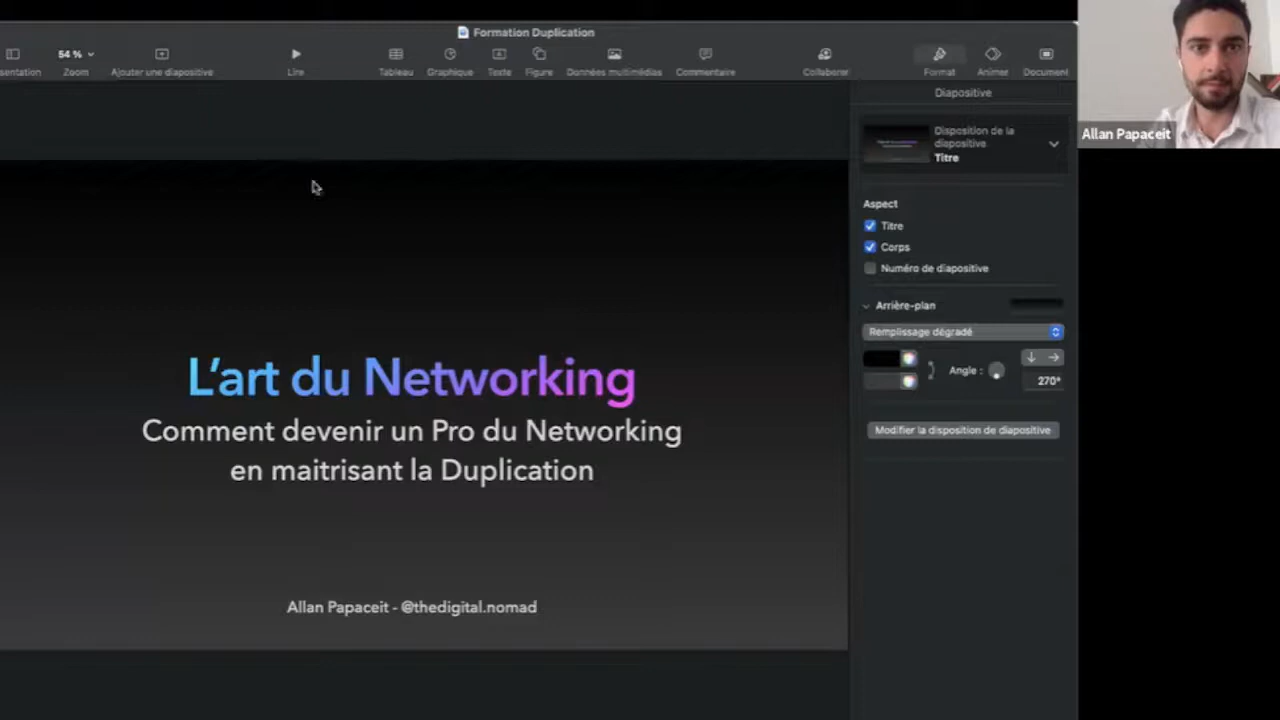 Formation Duplication
sentation
54 %
Zoom
Ajouter une diapositive
Lire
Tableau
Graphique
Texte
Figure
Données multimédias
Commentaire
Collaborer
Format
Animer
Document
Diapositive
Allan Papaceit
Disposition de la
diapositive
Titre
Aspect
Titre
Corps
Numéro de diapositive
Arrière-plan
Remplissage dégradé
Angle :
270°
Modifier la disposition de diapositive
L’art du Networking
Comment devenir un Pro du Networking
en maitrisant la Duplication
Allan Papaceit - @thedigital.nomad